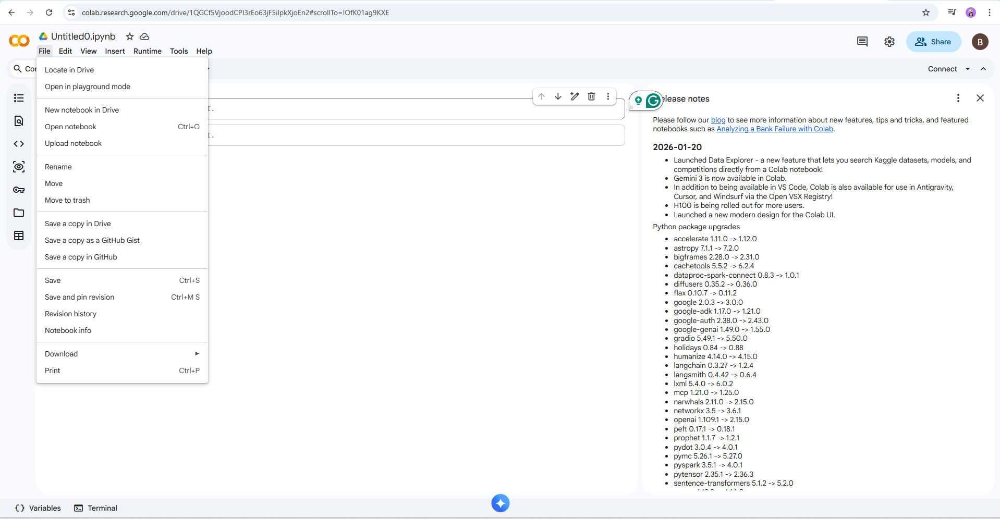 colab.research.google.com/drive/1QGCf5VjoodCPI3rEo63jF5iIpkXjoEn2#scrollTo=IOfK01ag9KXE
Untitled0.ipynb
File Edit View Insert Runtime Tools Help
Share
B
Connect
Locate in Drive
Open in playground mode
New notebook in Drive
Open notebook Ctrl+O
Upload notebook
Rename
Move
Move to trash
Save a copy in Drive
Save a copy as a GitHub Gist
Save a copy in GitHub
Save Ctrl+S
Save and pin revision Ctrl+M S
Revision history
Notebook info
Download
Print Ctrl+P
elease notes
Please follow our blog to see more information about new features, tips and tricks, and featured
notebooks such as Analyzing a Bank Failure with Colab.
2026-01-20
• Launched Data Explorer - a new feature that lets you search Kaggle datasets, models, and
competitions directly from a Colab notebook!
• Gemini 3 is now available in Colab.
• In addition to being available in VS Code, Colab is also available for use in Antigravity,
Cursor, and Windsurf via the Open VSX Registry!
• H100 is being rolled out for more users.
• Launched a new modern design for the Colab UI.
Python package upgrades
• accelerate 1.11.0 -> 1.12.0
• astropy 7.1.1 -> 7.2.0
• bigframes 2.28.0 -> 2.31.0
• cachetools 5.5.2 -> 6.2.4
• dataproc-spark-connect 0.8.3 -> 1.0.1
• diffusers 0.35.2 -> 0.36.0
• flax 0.10.7 -> 0.11.2
• google 2.0.3 -> 3.0.0
• google-adk 1.17.0 -> 1.21.0
• google-auth 2.38.0 -> 2.43.0
• google-genai 1.49.0 -> 1.55.0
• gradio 5.49.1 -> 5.50.0
• holidays 0.84 -> 0.88
• humanize 4.14.0 -> 4.15.0
• langchain 0.3.27 -> 1.2.4
• langsmith 0.4.42 -> 0.6.4
• lxml 5.4.0 -> 6.0.2
• mcp 1.21.0 -> 1.25.0
• narwhals 2.11.0 -> 2.15.0
• networkx 3.5 -> 3.6.1
• openai 1.109.1 -> 2.15.0
• peft 0.17.1 -> 0.18.1
• prophet 1.1.7 -> 1.2.1
• pydot 3.0.4 -> 4.0.1
• pymc 5.26.1 -> 5.27.0
• pyspark 3.5.1 -> 4.0.1
• pytensor 2.35.1 -> 2.36.3
• sentence-transformers 5.1.2 -> 5.2.0
Variables Terminal